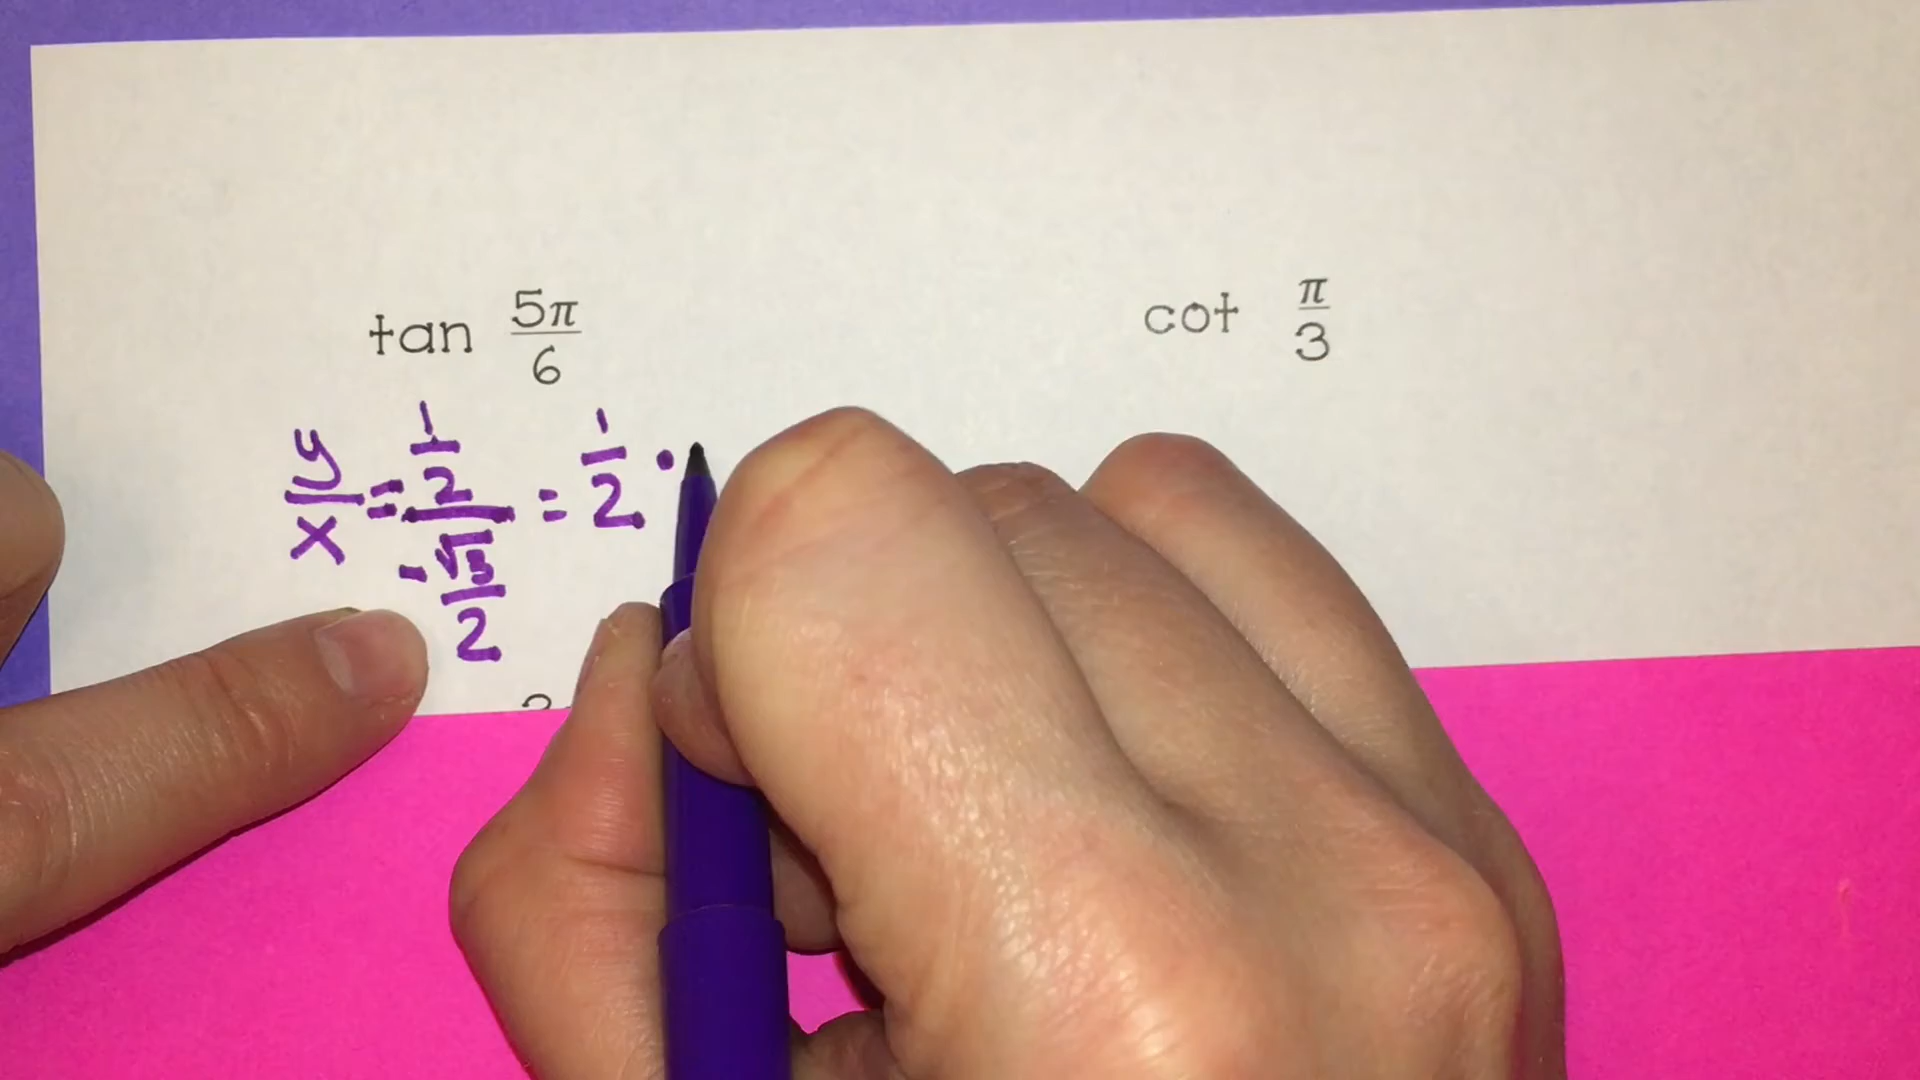 tan 5π/6
cot π/3
y/x = (1/2)/(-√3/2) = 1/2 ·